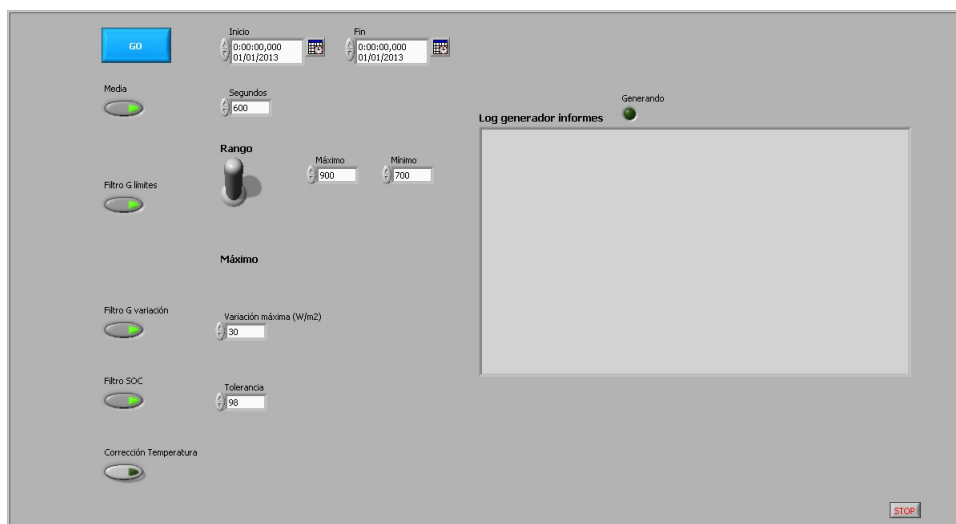 GO
Inicio
0:00:00,000
01/01/2013
Fin
0:00:00,000
01/01/2013
Media
Segundos
600
Generando
Log generador informes
Rango
Máximo
900
Mínimo
700
Filtro G límites
Máximo
Filtro G variación
Variación máxima (W/m2)
30
Filtro SOC
Tolerancia
98
Corrección Temperatura
STOP